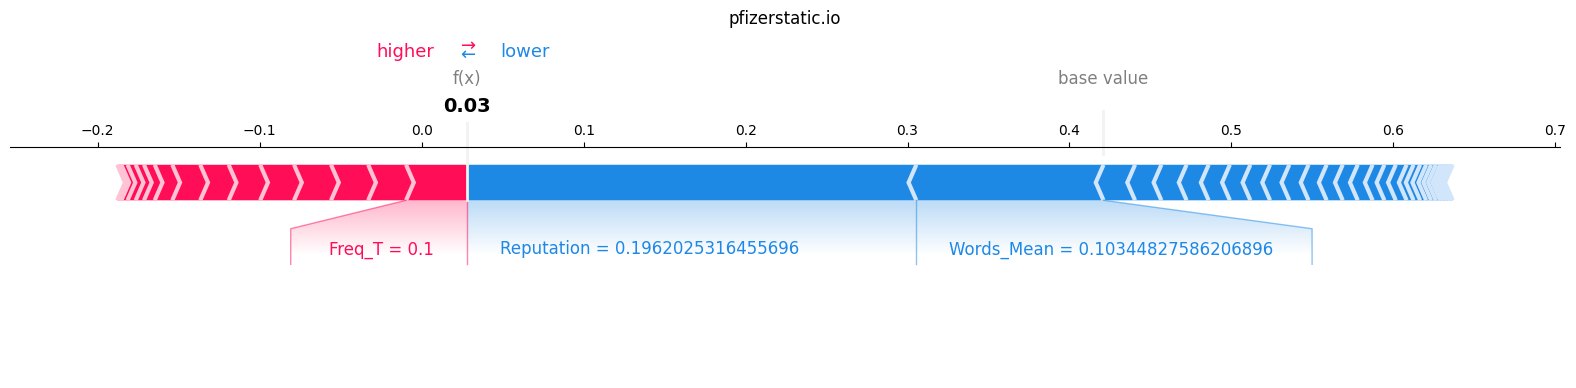 pfizerstatic.io
higher ⇄ lower
f(x)
base value
0.03
−0.2 −0.1 0.0 0.1 0.2 0.3 0.4 0.5 0.6 0.7
Freq_T = 0.1
Reputation = 0.1962025316455696
Words_Mean = 0.10344827586206896